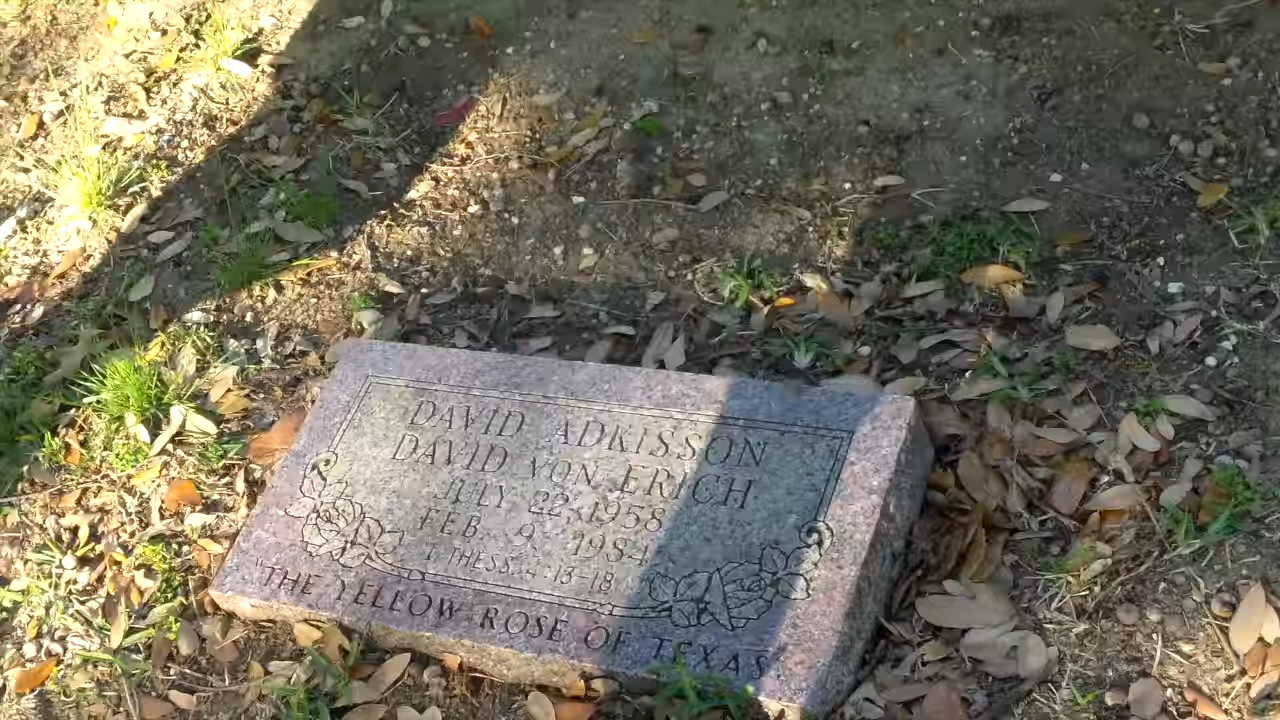 DAVID ADKISSON
DAVID VON ERICH
JULY 22, 1958
FEB. 9, 1984
I THESS. 4:13-18
"THE YELLOW ROSE OF TEXAS"